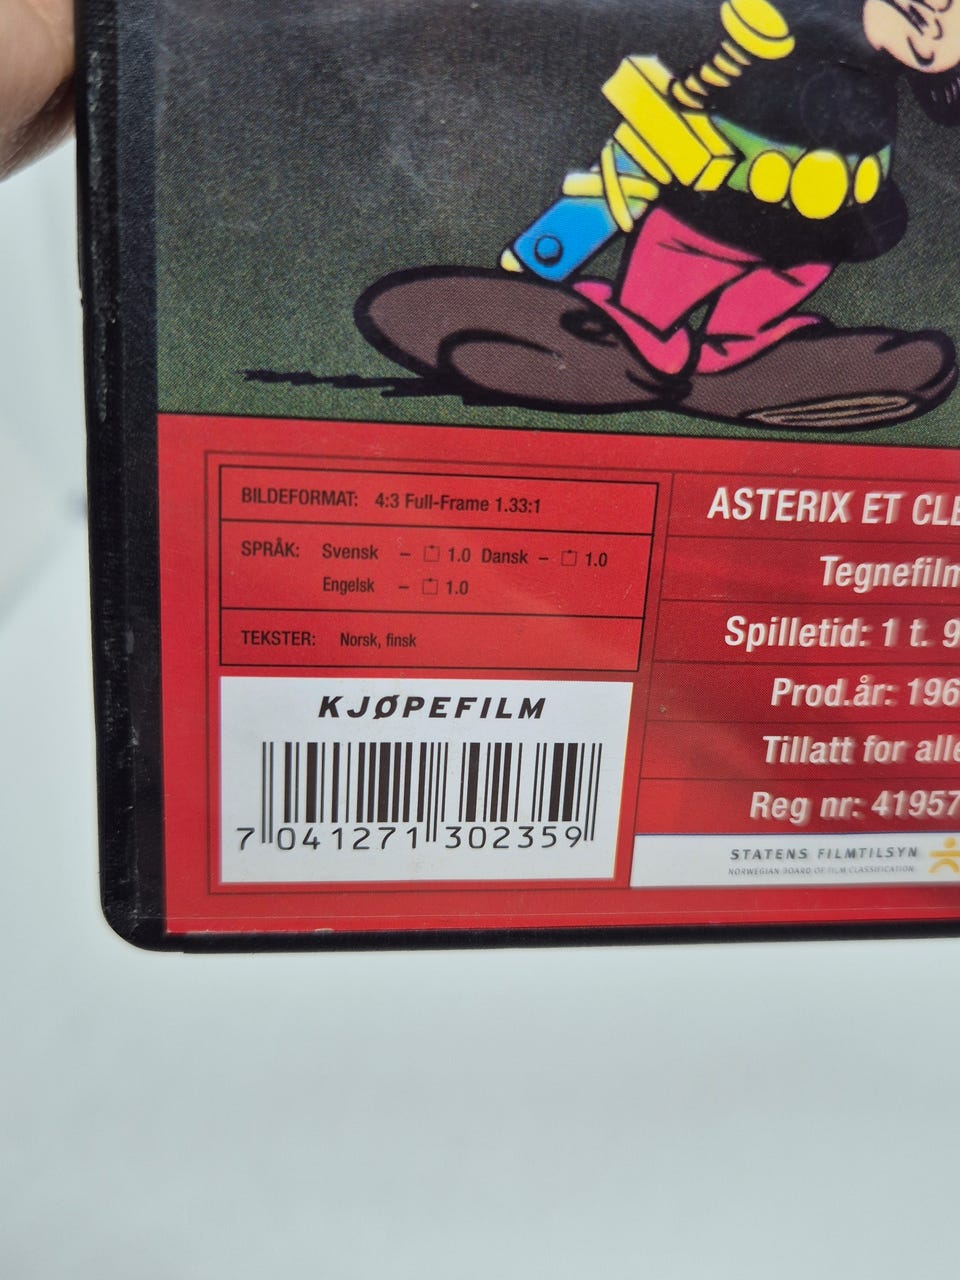 BILDEFORMAT: 4:3 Full-Frame 1.33:1
SPRÅK: Svensk – 1.0 Dansk – 1.0
Engelsk – 1.0
TEKSTER: Norsk, finsk
KJØPEFILM
7 041271 302359
ASTERIX ET CLE
Tegnefilm
Spilletid: 1 t. 9
Prod.år: 196
Tillatt for alle
Reg nr: 41957
STATENS FILMTILSYN
NORWEGIAN BOARD OF FILM CLASSIFICATION